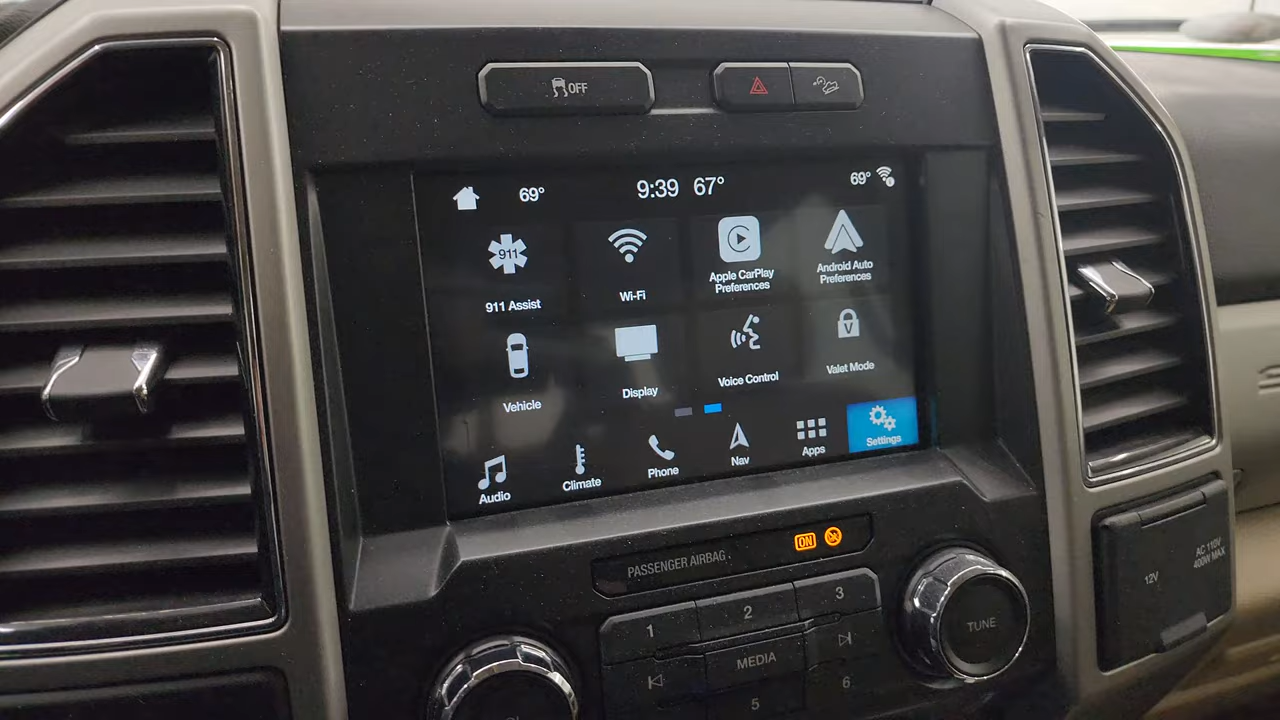 OFF
69°
9:39 67°
69°
911
911 Assist
Wi-Fi
Apple CarPlay
Preferences
Android Auto
Preferences
Vehicle
Display
Voice Control
V
Valet Mode
Audio
Climate
Phone
Nav
Apps
Settings
PASSENGER AIRBAG
ON
1
2
3
MEDIA
5
6
TUNE
12V
AC 110V
400W MAX